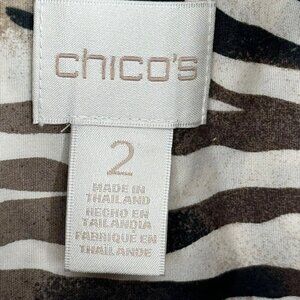 chico's
2
MADE IN
THAILAND
HECHO EN
TAILANDIA
FABRIQUE EN
THAILANDE